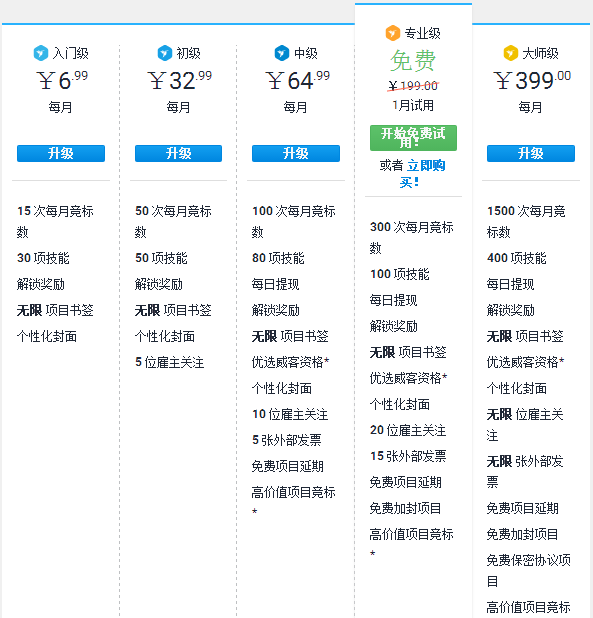 入门级
￥6.99
每月
升级
15 次每月竞标
数
30 项技能
解锁奖励
无限 项目书签
个性化封面
初级
￥32.99
每月
升级
50 次每月竞标
数
50 项技能
解锁奖励
无限 项目书签
个性化封面
5 位雇主关注
中级
￥64.99
每月
升级
100 次每月竞标
数
80 项技能
每日提现
解锁奖励
无限 项目书签
优选威客资格*
个性化封面
10 位雇主关注
5 张外部发票
免费项目延期
高价值项目竞标
*
专业级
免费
￥199.00
1月试用
开始免费试
用！
或者 立即购
买！
300 次每月竞标
数
100 项技能
每日提现
解锁奖励
无限 项目书签
优选威客资格*
个性化封面
20 位雇主关注
15 张外部发票
免费项目延期
免费加封项目
高价值项目竞标
*
大师级
￥399.00
每月
升级
1500 次每月竞
标数
400 项技能
每日提现
解锁奖励
无限 项目书签
优选威客资格*
个性化封面
无限 位雇主关
注
无限 张外部发
票
免费项目延期
免费加封项目
免费保密协议项
目
高价值项目竞标